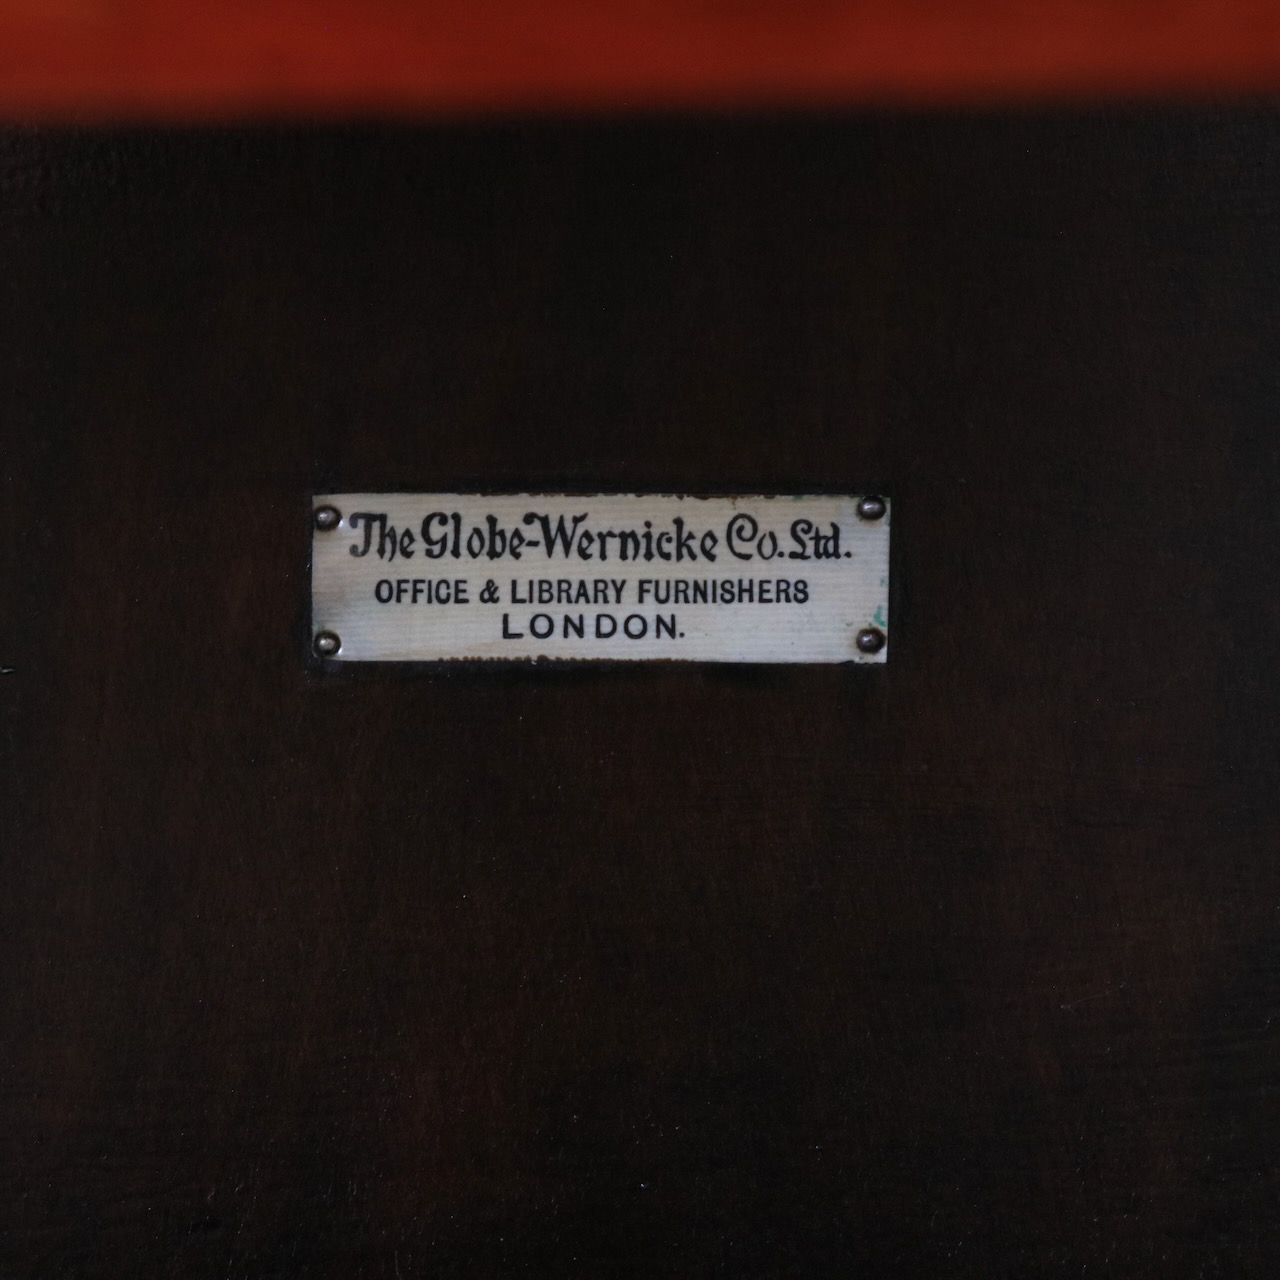 The Globe-Wernicke Co. Ltd.
OFFICE & LIBRARY FURNISHERS
LONDON.